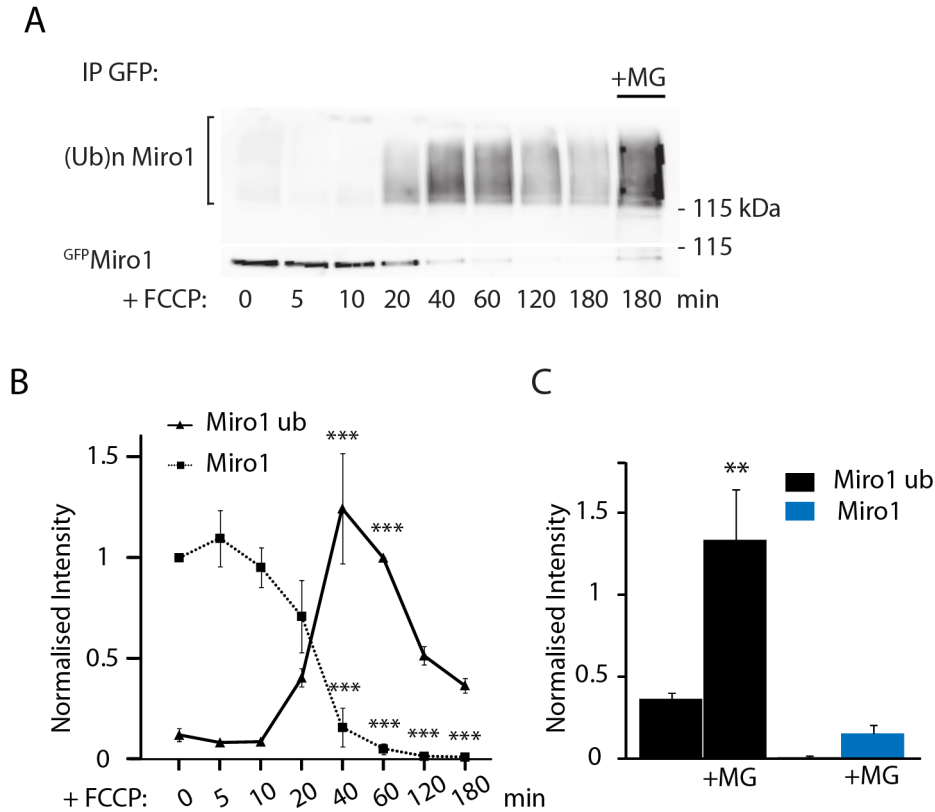 A
IP GFP:
+MG
(Ub)n Miro1
- 115 kDa
- 115
GFPMiro1
+ FCCP: 0 5 10 20 40 60 120 180 180 min
B
Miro1 ub
Miro1
***
***
***
***
***
***
1.5
1
0.5
0
Normalised Intensity
+ FCCP: 0 5 10 20 40 60 120 180 min
C
**
Miro1 ub
Miro1
1.5
1
0.5
0
Normalised Intensity
+MG
+MG